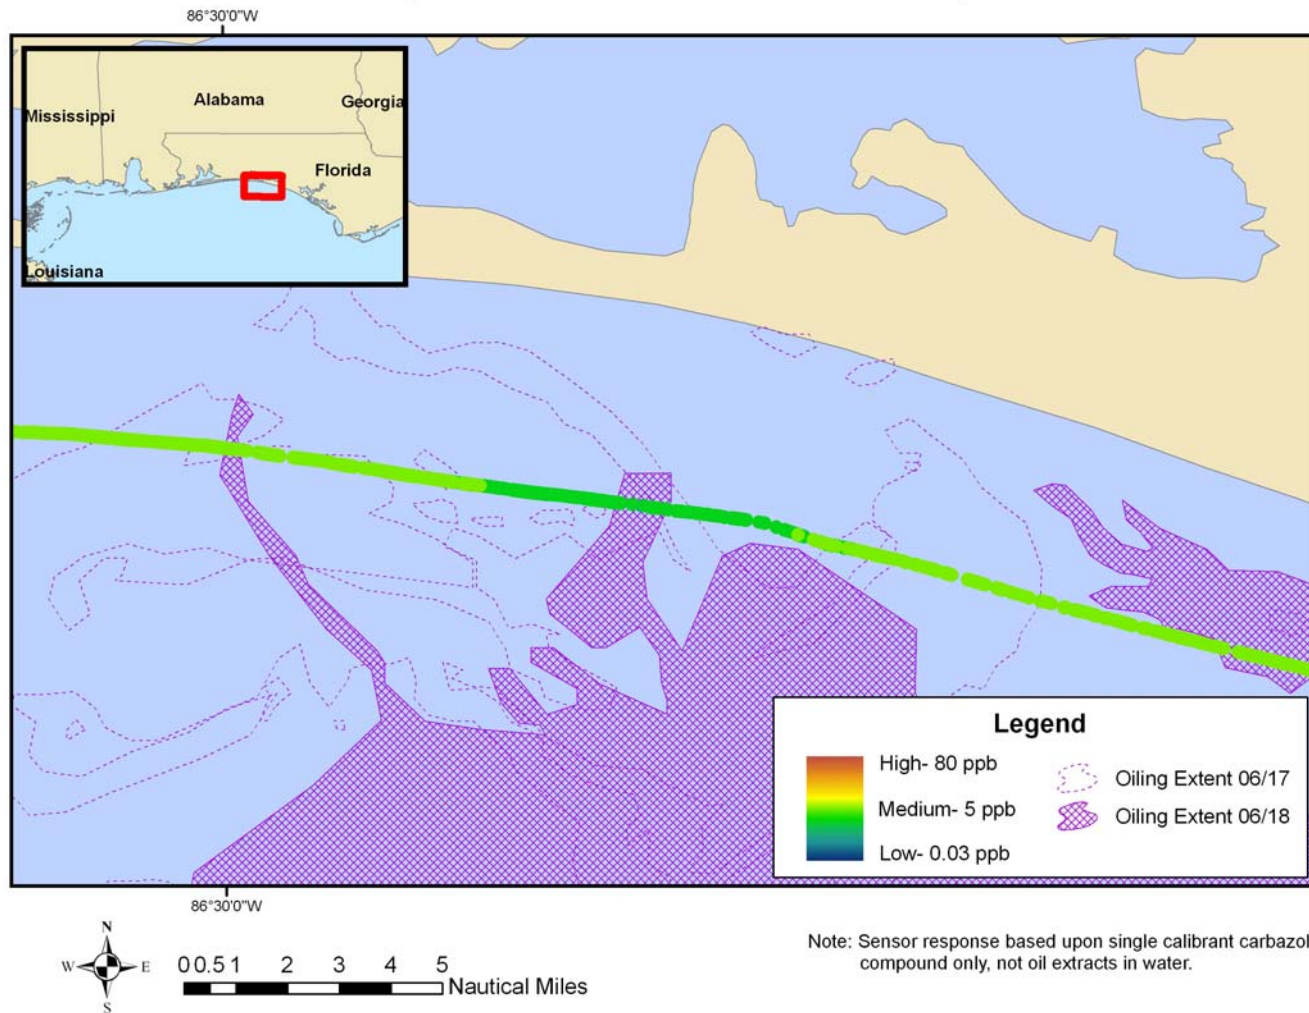 86°30'0"W
Mississippi
Alabama
Georgia
Florida
Louisiana
Legend
High- 80 ppb
Medium- 5 ppb
Low- 0.03 ppb
Oiling Extent 06/17
Oiling Extent 06/18
86°30'0"W
N
W
E
S
0 0.5 1 2 3 4 5
Nautical Miles
Note: Sensor response based upon single calibrant carbazol
compound only, not oil extracts in water.